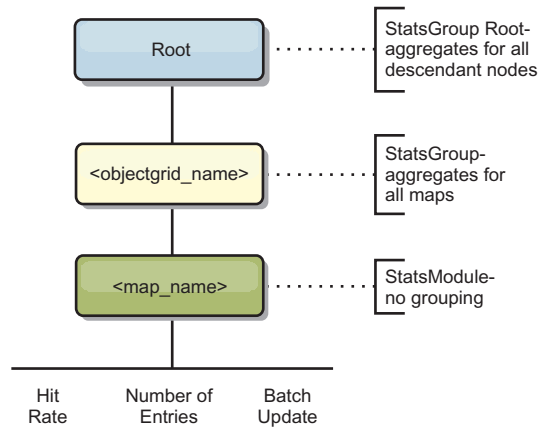 Root
StatsGroup Root-
aggregates for all
descendant nodes
<objectgrid_name>
StatsGroup-
aggregates for
all maps
<map_name>
StatsModule-
no grouping
Hit
Rate
Number of
Entries
Batch
Update